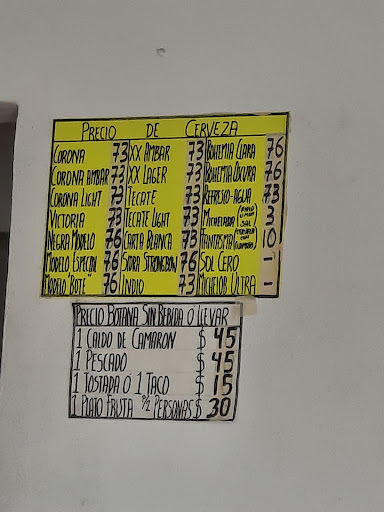 PRECIO DE CERVEZA
CORONA 73 XX AMBAR 73 BOHEMIA CLARA 76
CORONA AMBAR 73 XX LAGER 73 BOHEMIA OSCURA 76
CORONA LIGHT 73 TECATE 73 REFRESCO-AGUA 73
VICTORIA 73 TECATE LIGHT 73 MICHELADA SAL 3
NEGRA MODELO 76 CARTA BLANCA 73 FANTASMA 10
MODELO ESPECIAL 76 SIDRA STRONGBOW 76 SOL CERO -
MODELO "BOTE" 76 INDIO 73 MICHELOB ULTRA -
PRECIO BOTANA SIN BEBIDA Ó LLEVAR
1 CALDO DE CAMARON $ 45
1 PESCADO $ 45
1 TOSTADA Ó 1 TACO $ 15
1 PLATO FRUTA P/2 PERSONAS $ 30